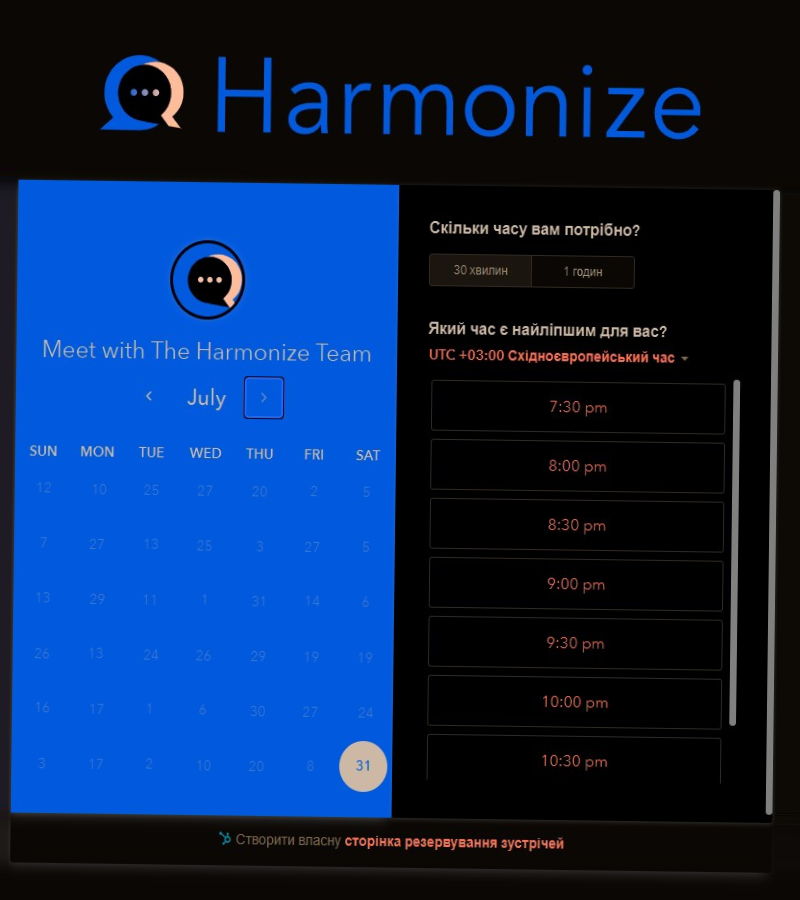 Harmonize
Meet with The Harmonize Team
July
SUN MON TUE WED THU FRI SAT
12 10 25 27 20 2 5
7 27 13 25 3 27 5
13 29 11 1 31 14 6
26 13 24 26 29 19 19
16 17 1 6 30 27 24
3 17 2 10 20 8 31
Скільки часу вам потрібно?
30 хвилин 1 годин
Який час є найліпшим для вас?
UTC +03:00 Східноєвропейський час
7:30 pm
8:00 pm
8:30 pm
9:00 pm
9:30 pm
10:00 pm
10:30 pm
Створити власну сторінка резервування зустрічей